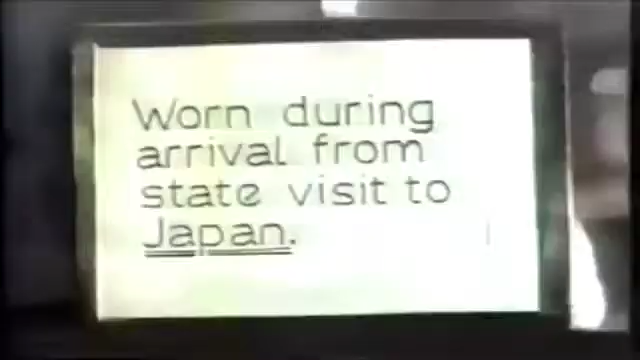 Worn during
arrival from
state visit to
Japan.